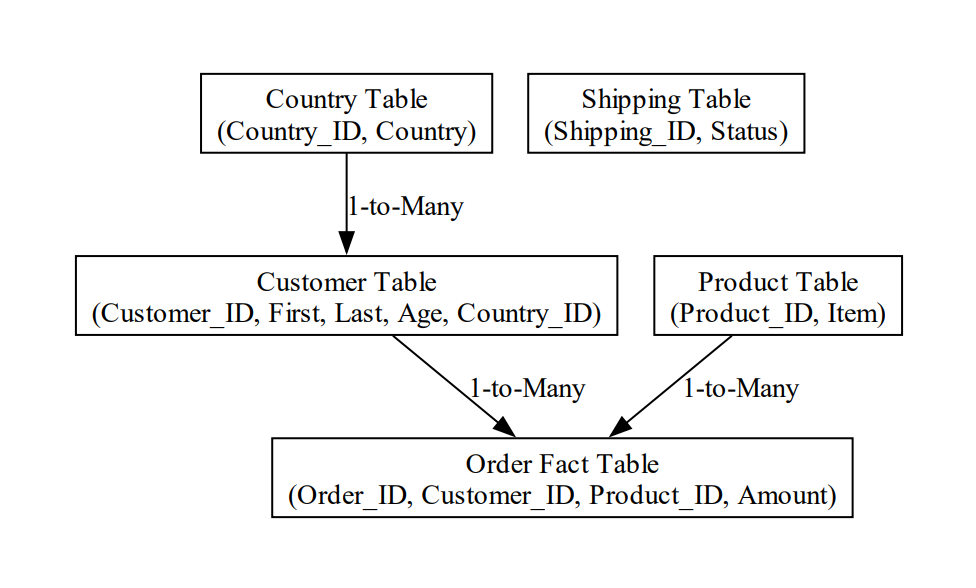 Country Table
(Country_ID, Country)
Shipping Table
(Shipping_ID, Status)
1-to-Many
Customer Table
(Customer_ID, First, Last, Age, Country_ID)
Product Table
(Product_ID, Item)
1-to-Many
1-to-Many
Order Fact Table
(Order_ID, Customer_ID, Product_ID, Amount)